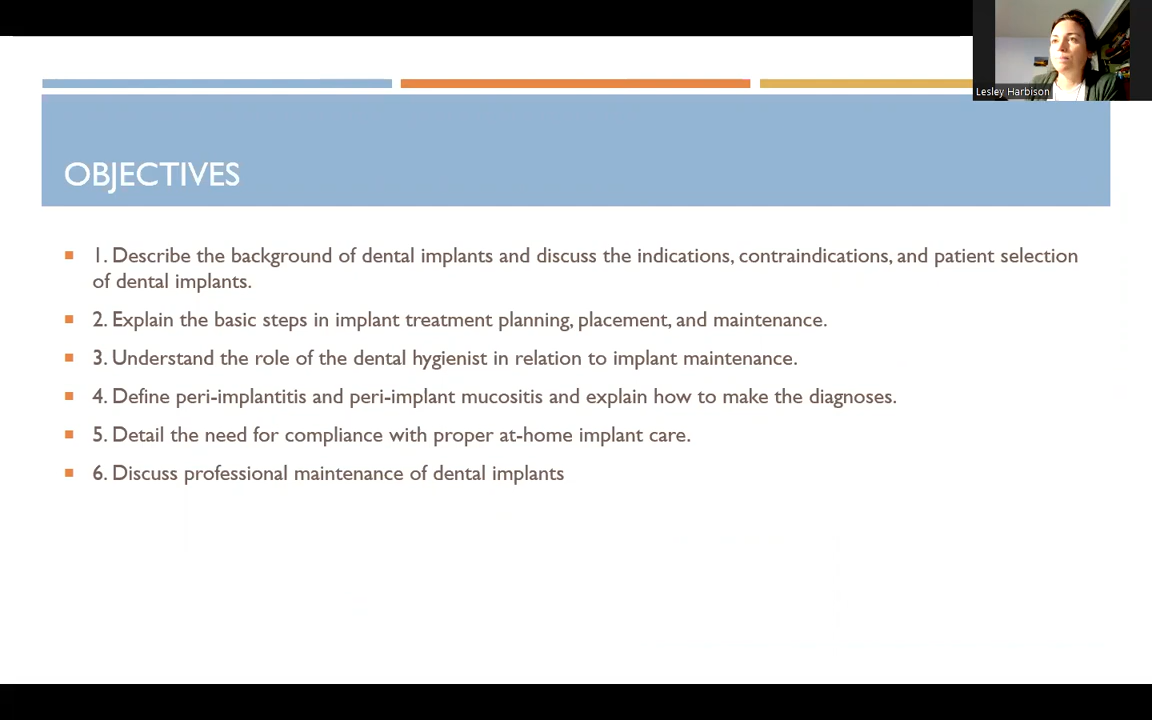 Lesley Harbison
OBJECTIVES
1. Describe the background of dental implants and discuss the indications, contraindications, and patient selection
of dental implants.
2. Explain the basic steps in implant treatment planning, placement, and maintenance.
3. Understand the role of the dental hygienist in relation to implant maintenance.
4. Define peri-implantitis and peri-implant mucositis and explain how to make the diagnoses.
5. Detail the need for compliance with proper at-home implant care.
6. Discuss professional maintenance of dental implants